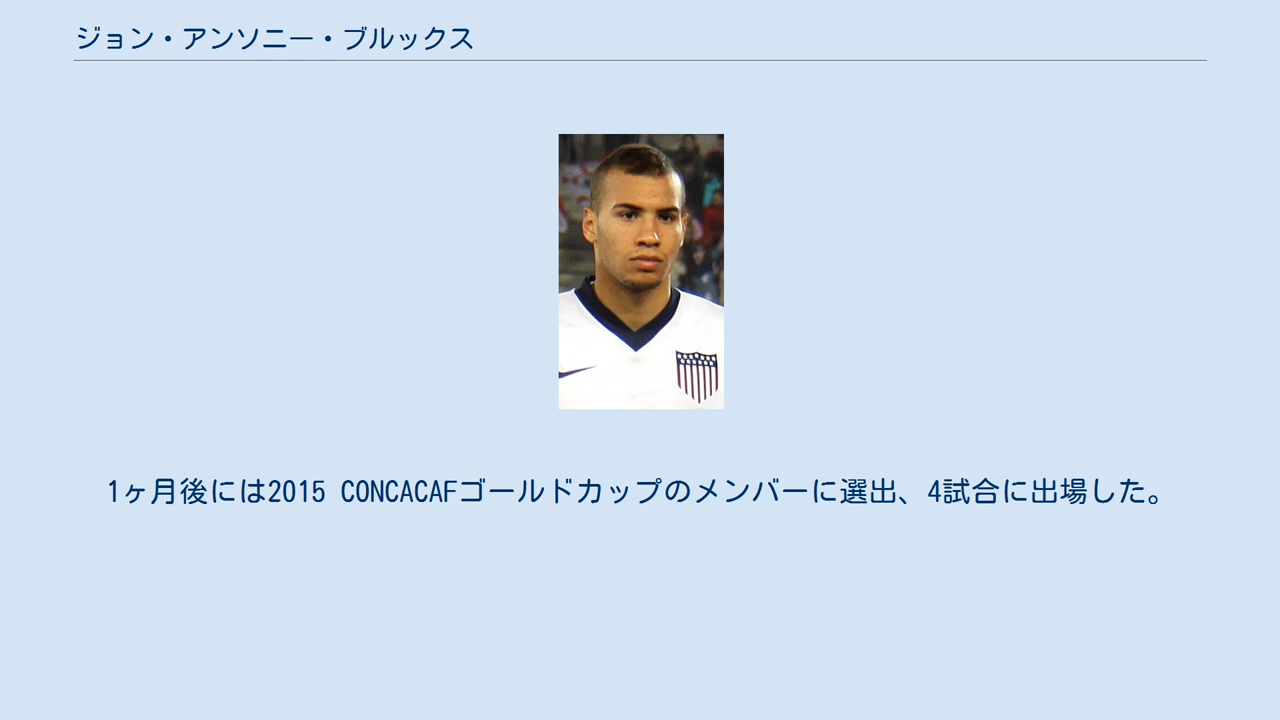 ジョン・アンソニー・ブルックス
1ヶ月後には2015 CONCACAFゴールドカップのメンバーに選出、4試合に出場した。